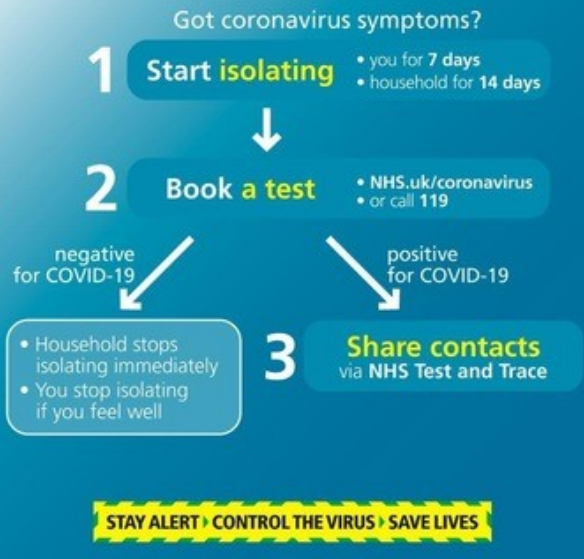 Got coronavirus symptoms?
1
Start isolating
• you for 7 days
• household for 14 days
2
Book a test
• NHS.uk/coronavirus
• or call 119
negative
for COVID-19
positive
for COVID-19
• Household stops
isolating immediately
• You stop isolating
if you feel well
3
Share contacts
via NHS Test and Trace
STAY ALERT CONTROL THE VIRUS SAVE LIVES